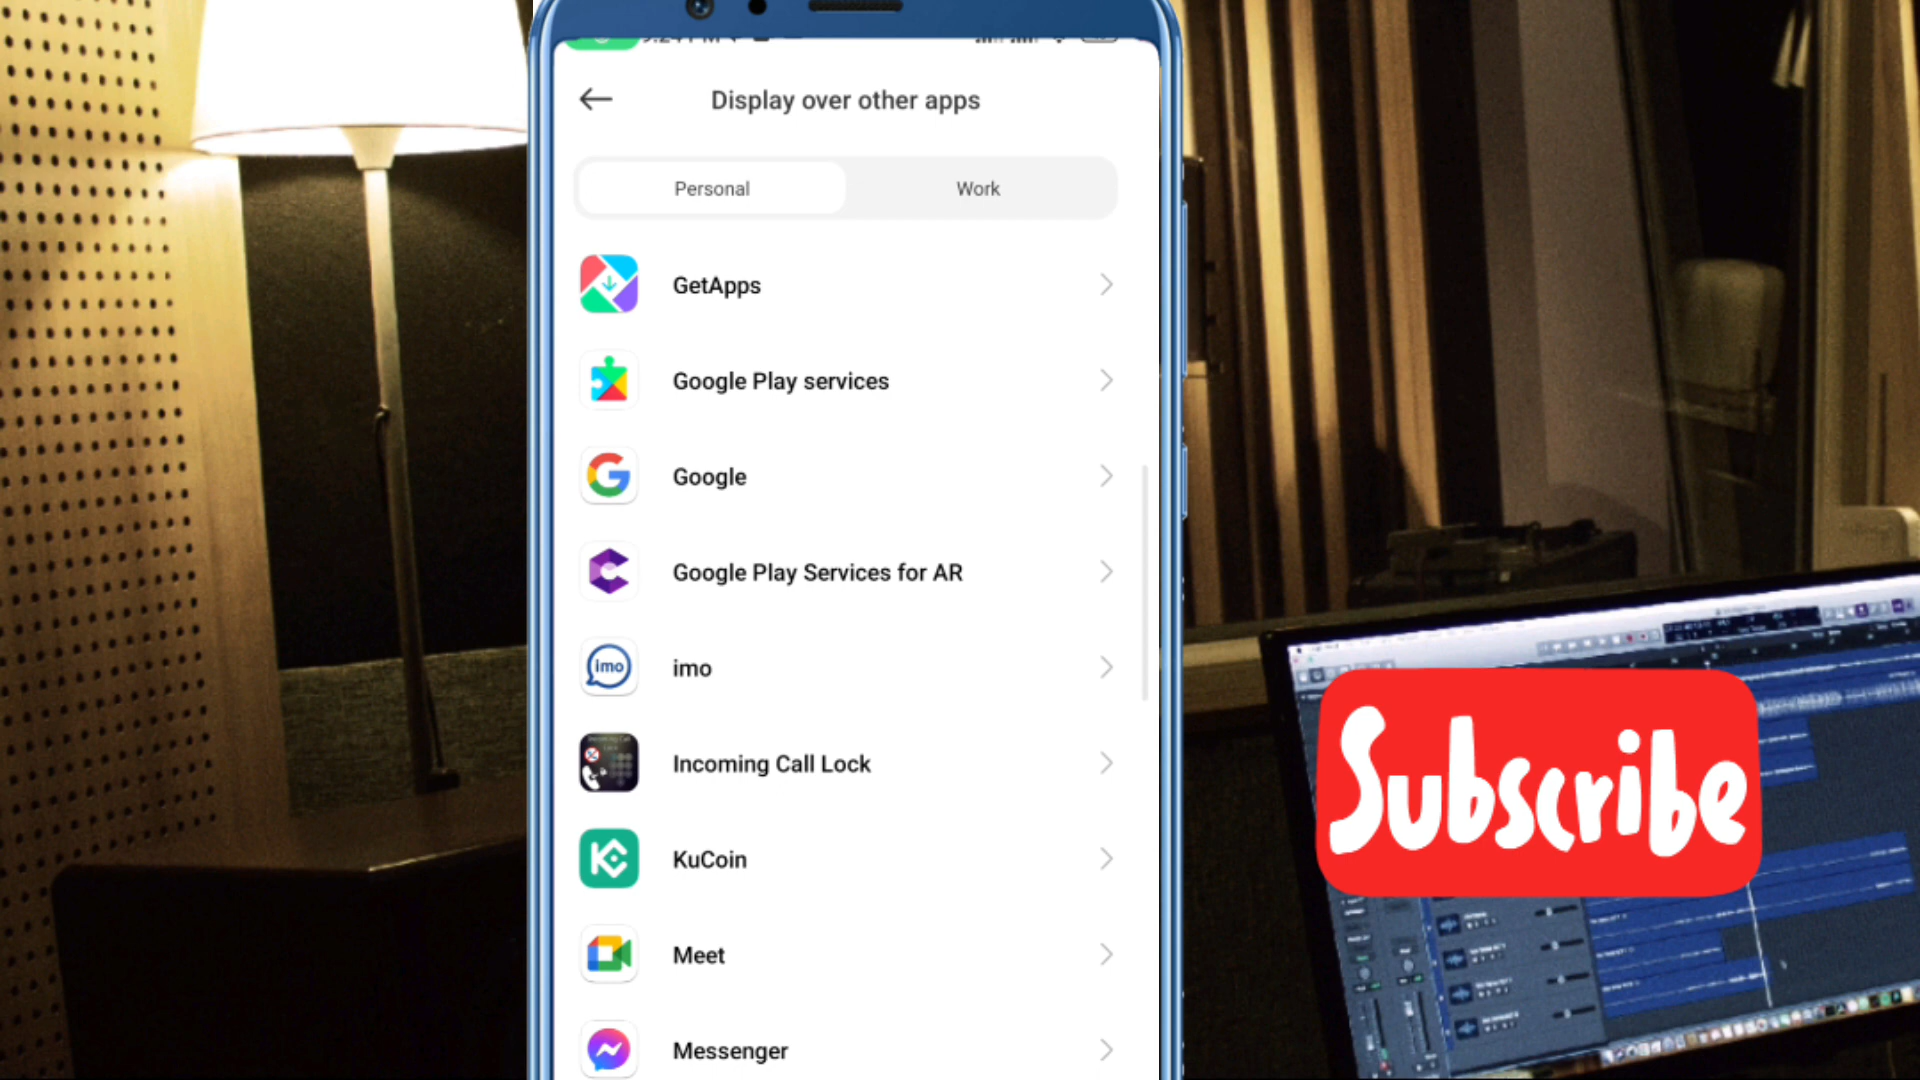 Display over other apps
Personal
Work
GetApps
Google Play services
Google
Google Play Services for AR
imo
imo
Incoming Call Lock
KuCoin
Meet
Messenger
Subscribe